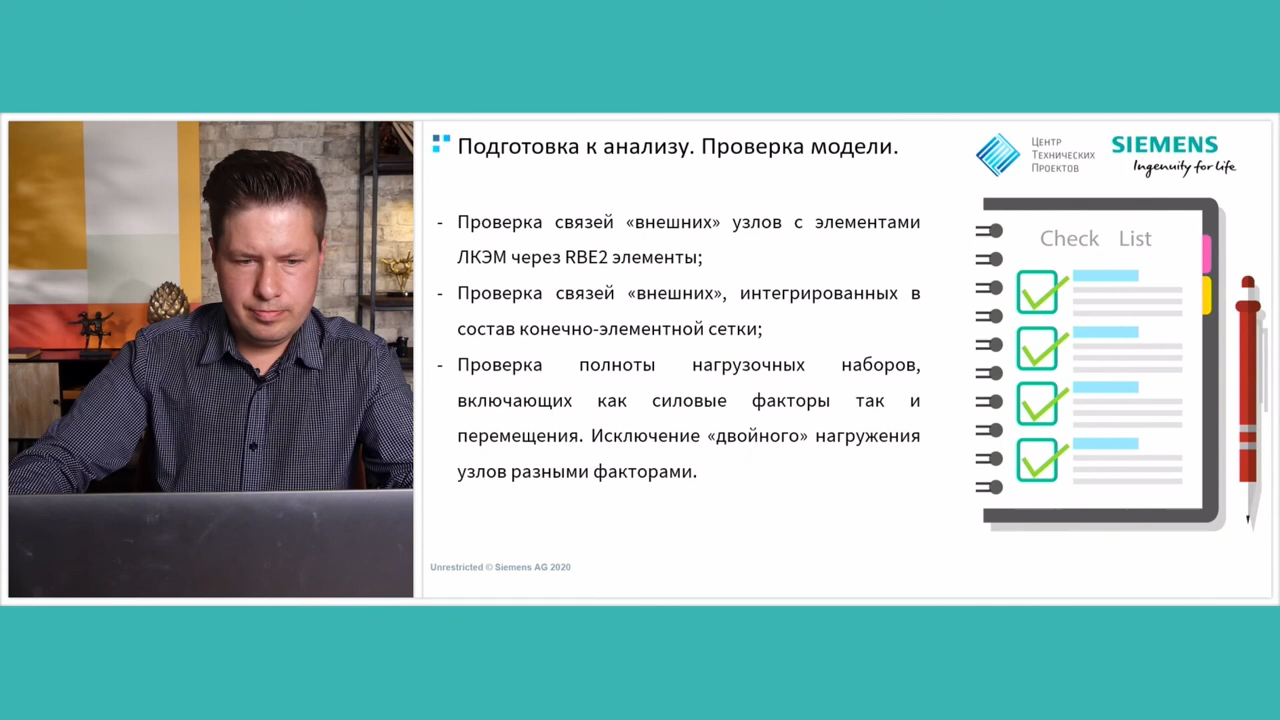 Подготовка к анализу. Проверка модели.
ЦЕНТР
ТЕХНИЧЕСКИХ
ПРОЕКТОВ
SIEMENS
Ingenuity for life
- Проверка связей «внешних» узлов с элементами
ЛКЭМ через RBE2 элементы;
- Проверка связей «внешних», интегрированных в
состав конечно-элементной сетки;
- Проверка полноты нагрузочных наборов,
включающих как силовые факторы так и
перемещения. Исключение «двойного» нагружения
узлов разными факторами.
Check List
Unrestricted © Siemens AG 2020